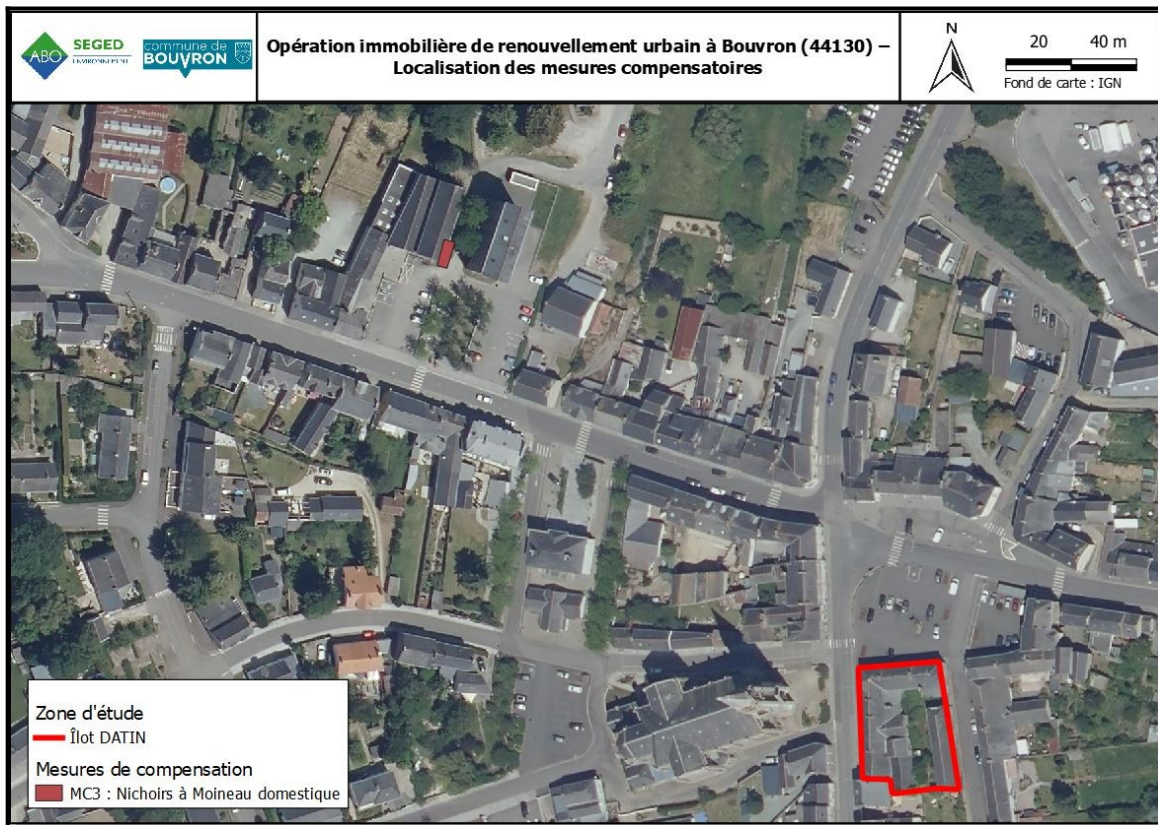 ABO
SEGED
ENVIRONNEMENT
commune de
BOUVRON
Opération immobilière de renouvellement urbain à Bouvron (44130) –
Localisation des mesures compensatoires
N
20 40 m
Fond de carte : IGN
Zone d'étude
Îlot DATIN
Mesures de compensation
MC3 : Nichoirs à Moineau domestique